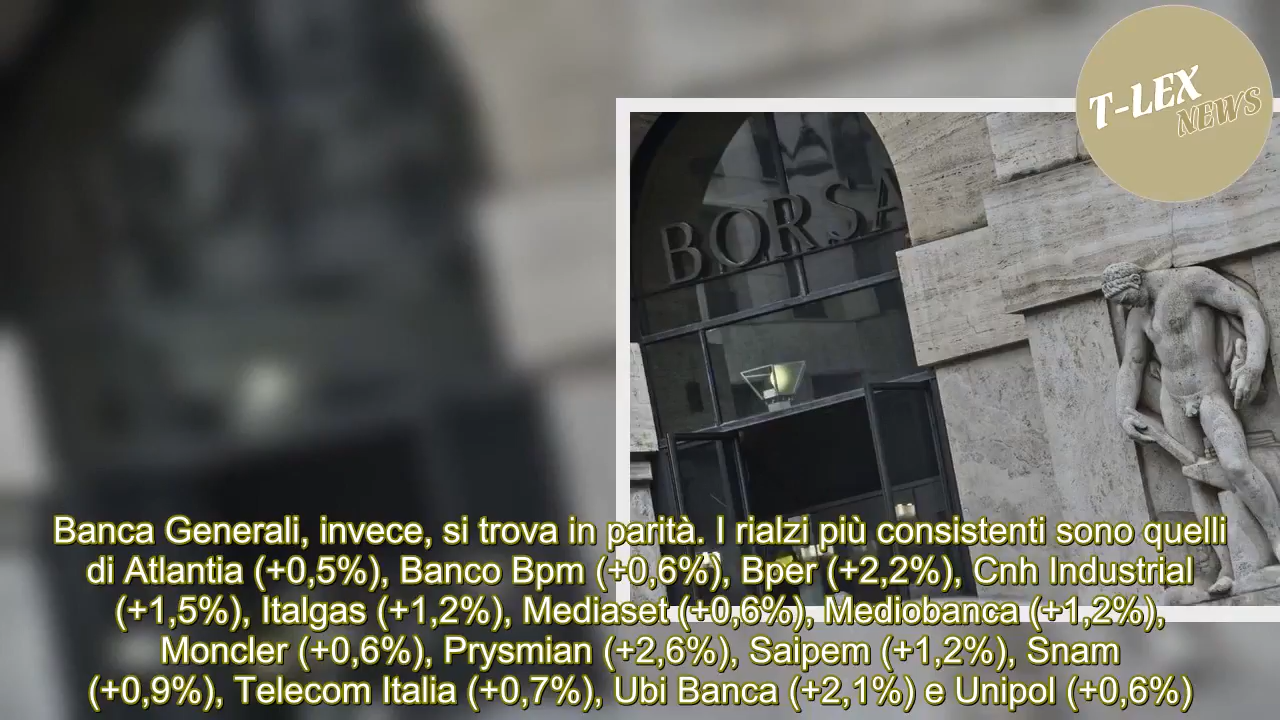 T-LEX
NEWS
BORSA
Banca Generali, invece, si trova in parità. I rialzi più consistenti sono quelli
di Atlantia (+0,5%), Banco Bpm (+0,6%), Bper (+2,2%), Cnh Industrial
(+1,5%), Italgas (+1,2%), Mediaset (+0,6%), Mediobanca (+1,2%),
Moncler (+0,6%), Prysmian (+2,6%), Saipem (+1,2%), Snam
(+0,9%), Telecom Italia (+0,7%), Ubi Banca (+2,1%) e Unipol (+0,6%)